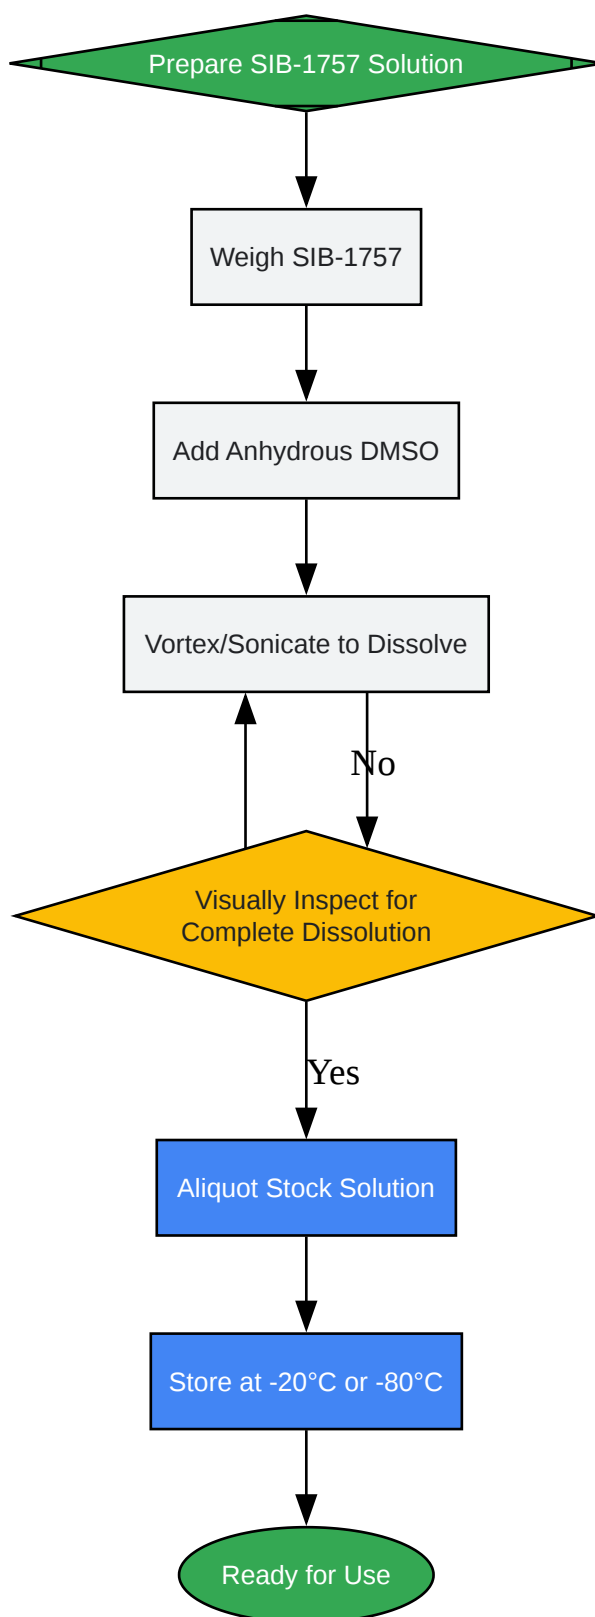 Prepare SIB-1757 Solution
Weigh SIB-1757
Add Anhydrous DMSO
Vortex/Sonicate to Dissolve
No
Visually Inspect for
Complete Dissolution
Yes
Aliquot Stock Solution
Store at -20°C or -80°C
Ready for Use